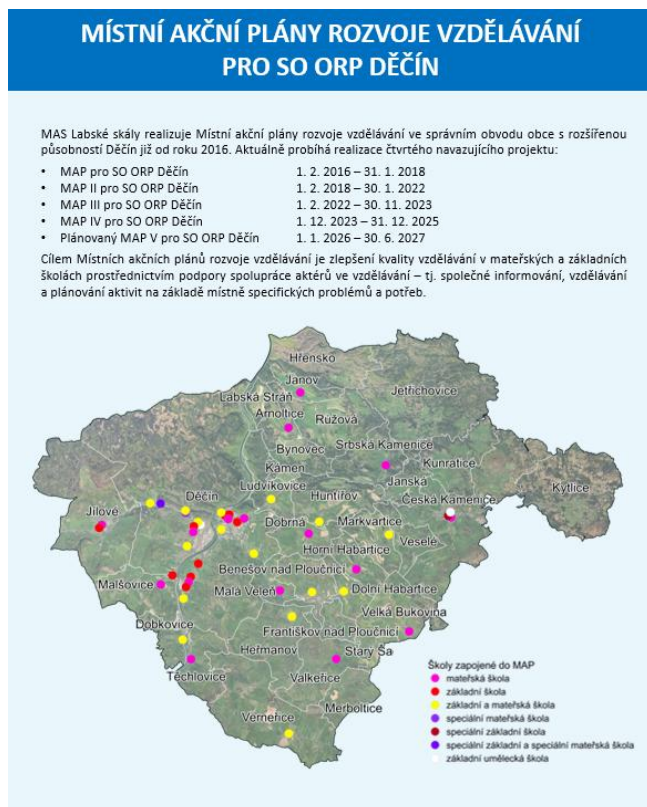 MÍSTNÍ AKČNÍ PLÁNY ROZVOJE VZDĚLÁVÁNÍ
PRO SO ORP DĚČÍN
MAS Labské skály realizuje Místní akční plány rozvoje vzdělávání ve správním obvodu obce s rozšířenou
působností Děčín již od roku 2016. Aktuálně probíhá realizace čtvrtého navazujícího projektu:
• MAP pro SO ORP Děčín 1. 2. 2016 – 31. 1. 2018
• MAP II pro SO ORP Děčín 1. 2. 2018 – 30. 1. 2022
• MAP III pro SO ORP Děčín 1. 2. 2022 – 30. 11. 2023
• MAP IV pro SO ORP Děčín 1. 12. 2023 – 31. 12. 2025
• Plánovaný MAP V pro SO ORP Děčín 1. 1. 2026 – 30. 6. 2027
Cílem Místních akčních plánů rozvoje vzdělávání je zlepšení kvality vzdělávání v mateřských a základních
školách prostřednictvím podpory spolupráce aktérů ve vzdělávání – tj. společné informování, vzdělávání
a plánování aktivit na základě místně specifických problémů a potřeb.
Hřensko
Janov
Jetřichovice
Labská Stráň
Arnoltice
Růžová
Bynovec
Srbská Kamenice
Kámen
Kunratice
Janská
Ludvíkovice
Kytlice
Děčín
Huntířov
Česká Kamenice
Jílové
Dobrná
Markvartice
Veselé
Horní Habartice
Benešov nad Ploučnicí
Malšovice
Malá Veleň
Dolní Habartice
Velká Bukovina
Dobkovice
Františkov nad Ploučnicí
Heřmanov
Starý Ša
Těchlovice
Valkeřice
Merboltice
Verneřice
Školy zapojené do MAP
mateřská škola
základní škola
základní a mateřská škola
speciální mateřská škola
speciální základní škola
speciální základní a speciální mateřská škola
základní umělecká škola